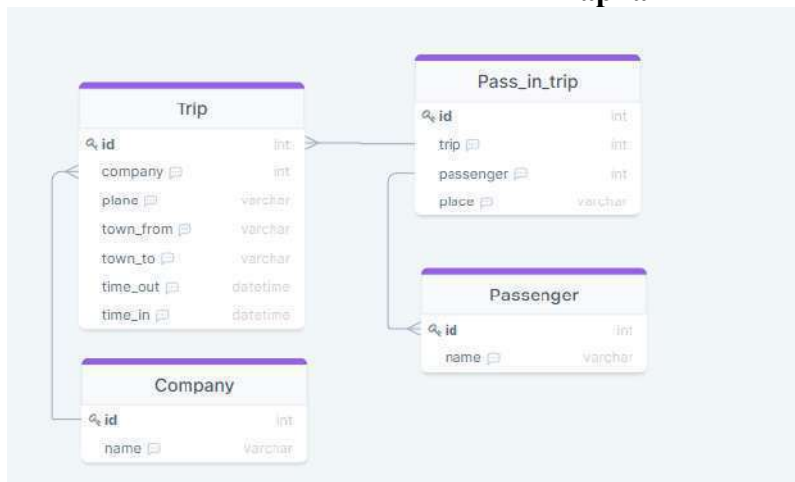 Trip
id int
company int
plane varchar
town_from varchar
town_to varchar
time_out datetime
time_in datetime
Pass_in_trip
id int
trip int
passenger int
place varchar
Passenger
id int
name varchar
Company
id int
name varchar